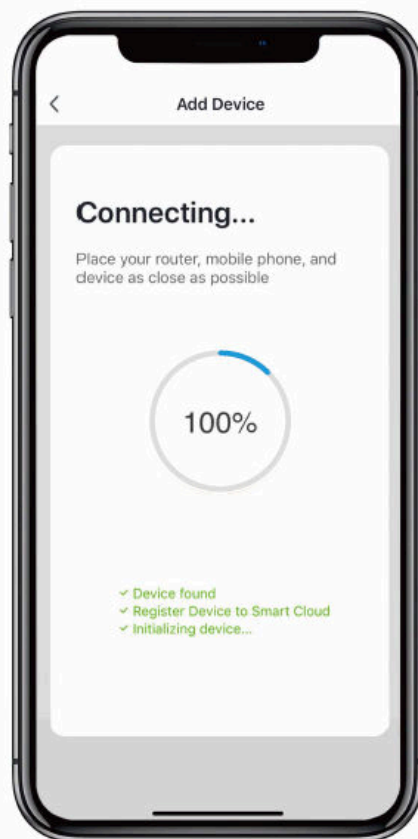 Add Device
Connecting...
Place your router, mobile phone, and
device as close as possible
100%
✓ Device found
✓ Register Device to Smart Cloud
✓ Initializing device...